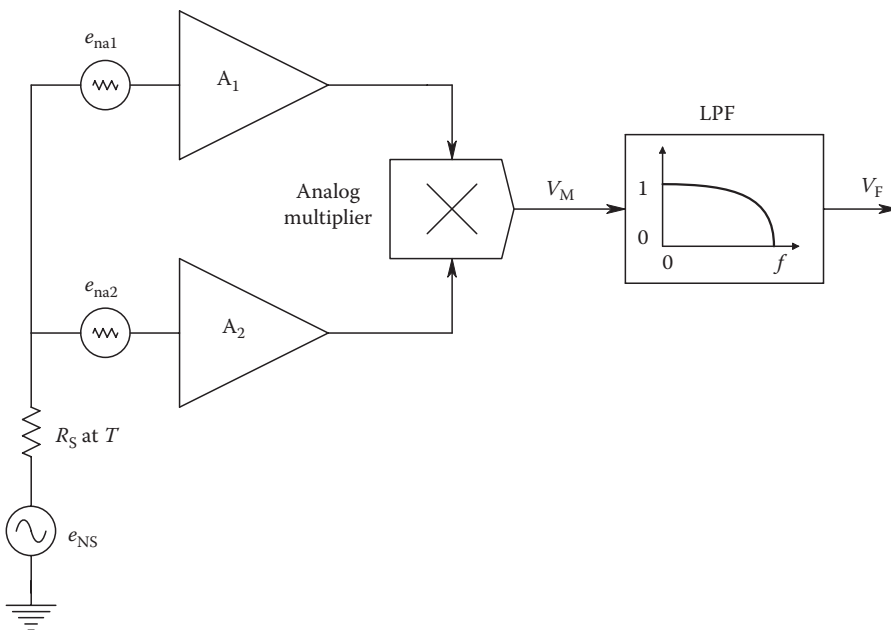 e_na1
A_1
LPF
Analog
multiplier
V_M
1
0
0
f
V_F
e_na2
A_2
R_S at T
e_NS